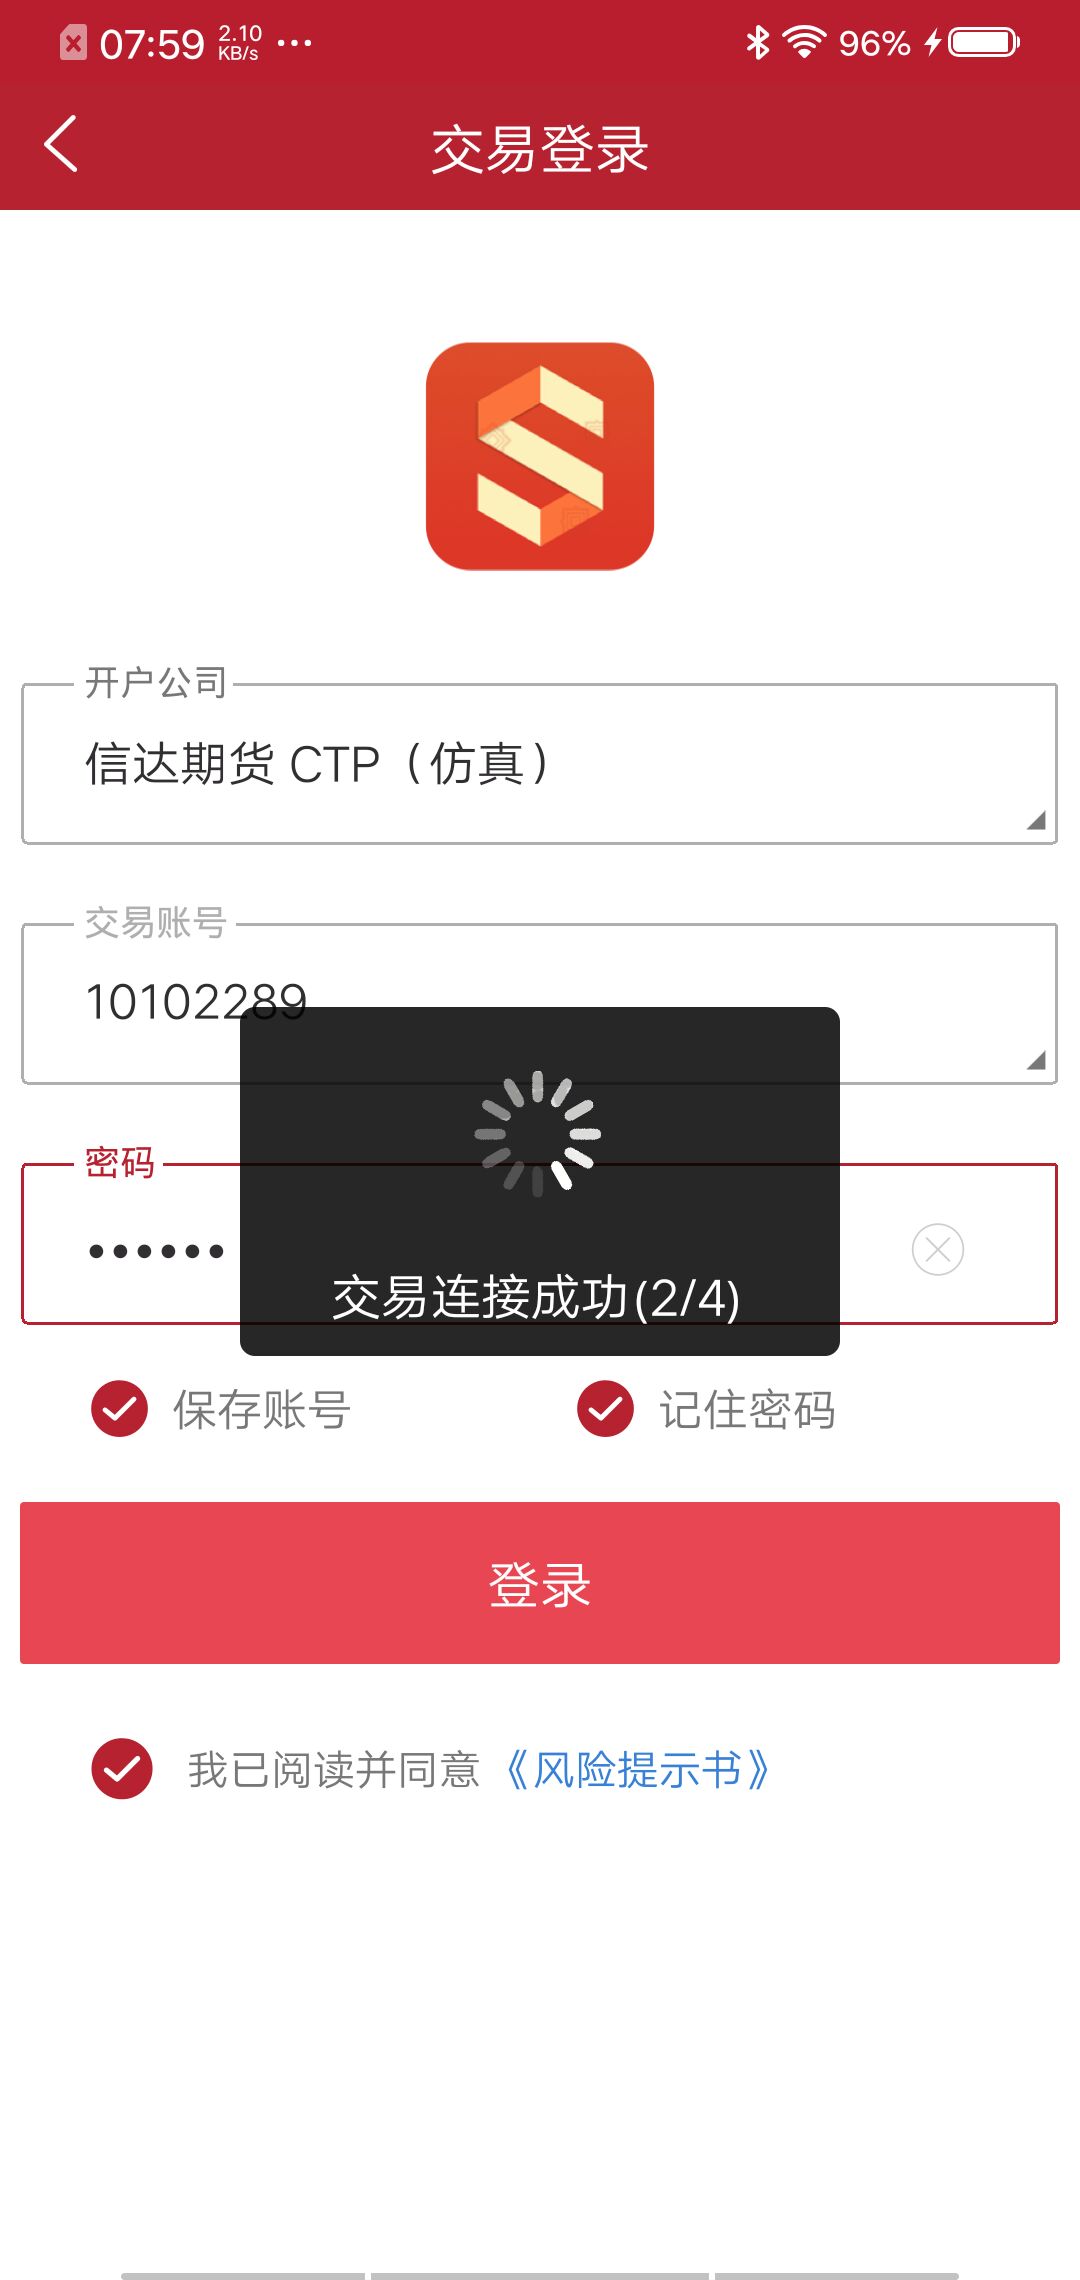 07:59 2.10 KB/s ... 96%
交易登录
开户公司
信达期货 CTP（仿真）
交易账号
10102289
密码
••••••
交易连接成功(2/4)
保存账号 记住密码
登录
我已阅读并同意《风险提示书》